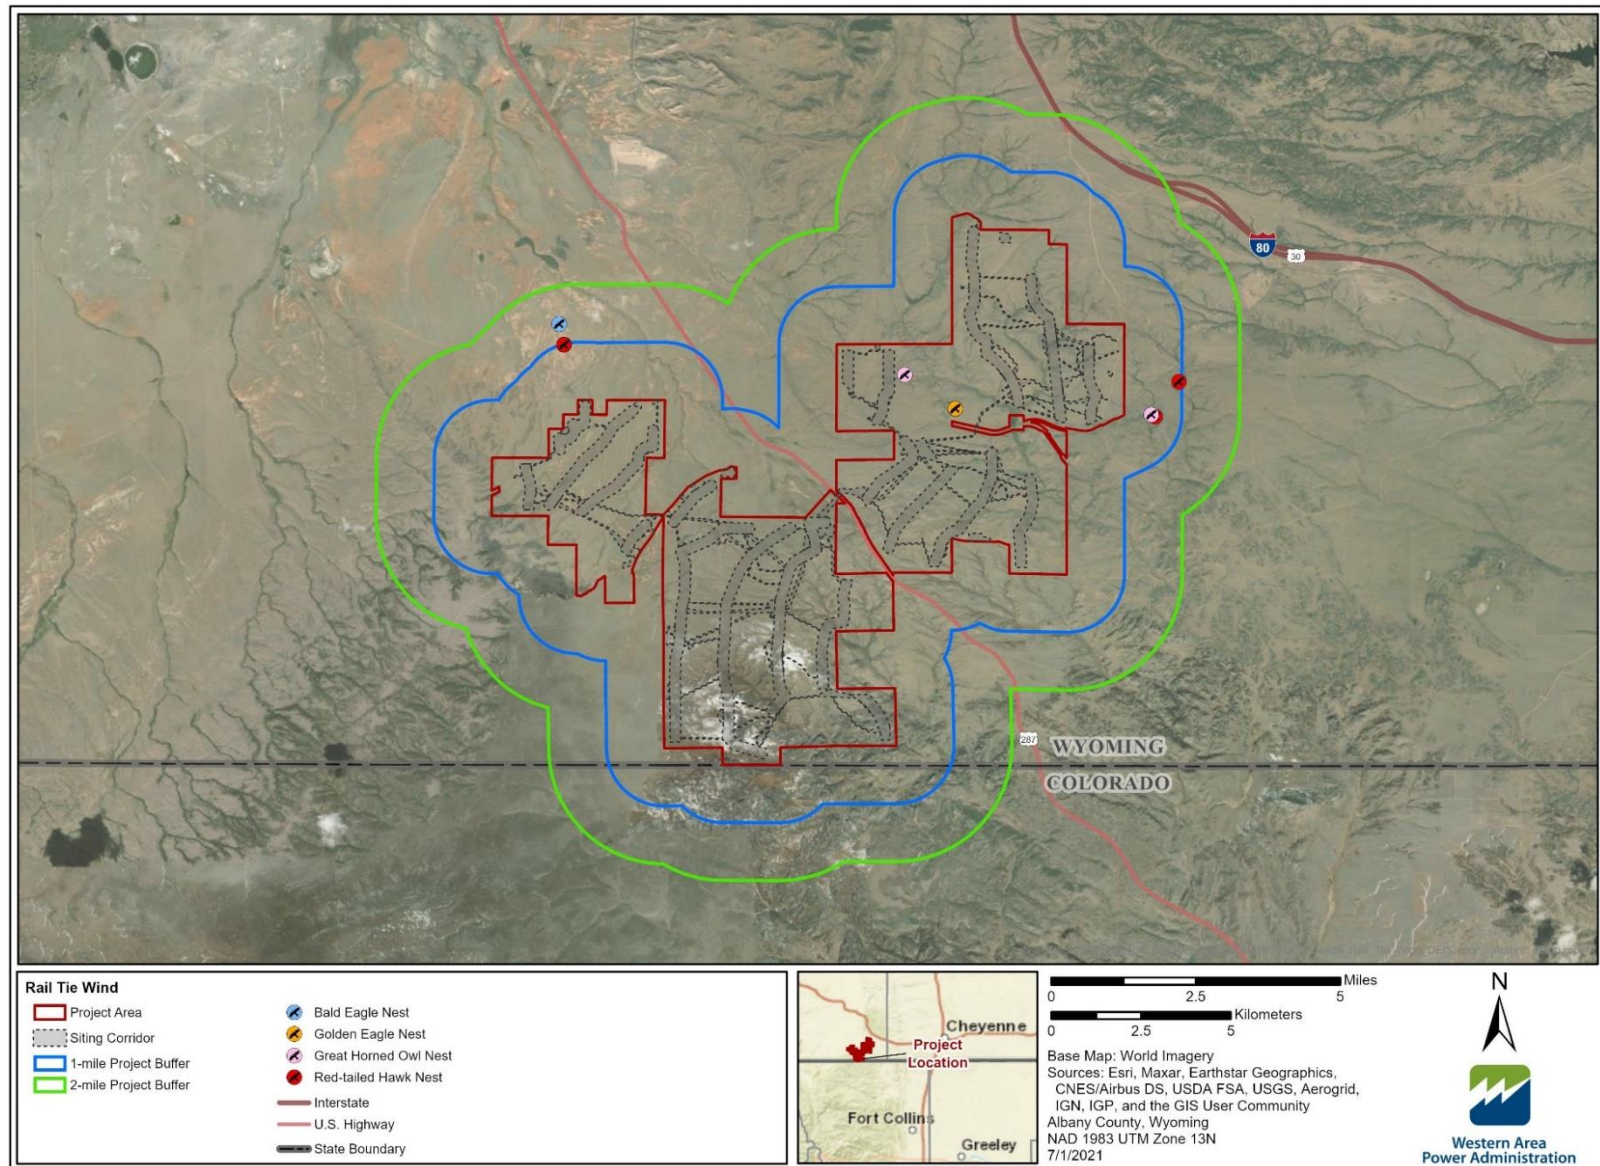 80
30
287
WYOMING
COLORADO
Rail Tie Wind
Project Area
Siting Corridor
1-mile Project Buffer
2-mile Project Buffer
Bald Eagle Nest
Golden Eagle Nest
Great Horned Owl Nest
Red-tailed Hawk Nest
Interstate
U.S. Highway
State Boundary
Cheyenne
Project
Location
Fort Collins
Greeley
Miles
0 2.5 5
Kilometers
0 2.5 5
Base Map: World Imagery
Sources: Esri, Maxar, Earthstar Geographics,
CNES/Airbus DS, USDA FSA, USGS, Aerogrid,
IGN, IGP, and the GIS User Community
Albany County, Wyoming
NAD 1983 UTM Zone 13N
7/1/2021
N
Western Area
Power Administration